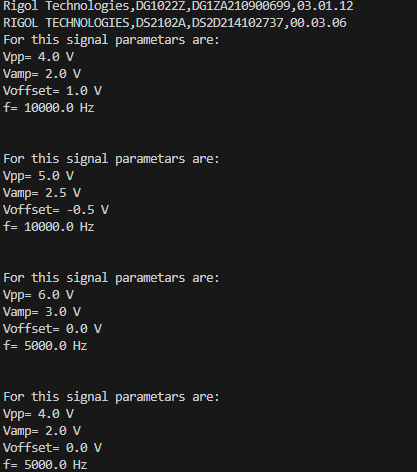 Rigol Technologies,DG1022Z,DG1ZA210900699,03.01.12
RIGOL TECHNOLOGIES,DS2102A,DS2D214102737,00.03.06
For this signal parametars are:
Vpp= 4.0 V
Vamp= 2.0 V
Voffset= 1.0 V
f= 10000.0 Hz
For this signal parametars are:
Vpp= 5.0 V
Vamp= 2.5 V
Voffset= -0.5 V
f= 10000.0 Hz
For this signal parametars are:
Vpp= 6.0 V
Vamp= 3.0 V
Voffset= 0.0 V
f= 5000.0 Hz
For this signal parametars are:
Vpp= 4.0 V
Vamp= 2.0 V
Voffset= 0.0 V
f= 5000.0 Hz